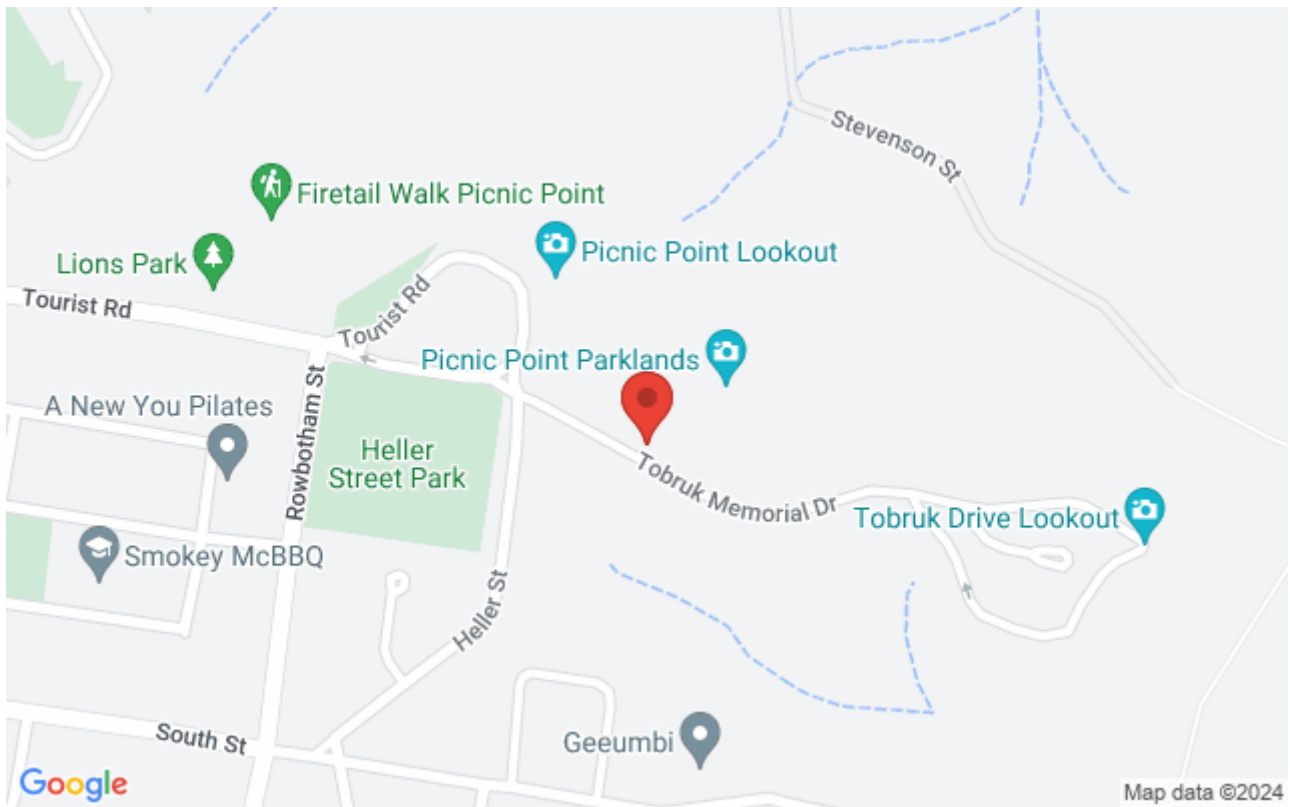 Stevenson St
Firetail Walk Picnic Point
Picnic Point Lookout
Lions Park
Tourist Rd
Tourist Rd
Picnic Point Parklands
A New You Pilates
Rowbotham St
Heller
Street Park
Tobruk Memorial Dr
Tobruk Drive Lookout
Smokey McBBQ
Heller St
South St
Geeumbi
Google
Map data ©2024